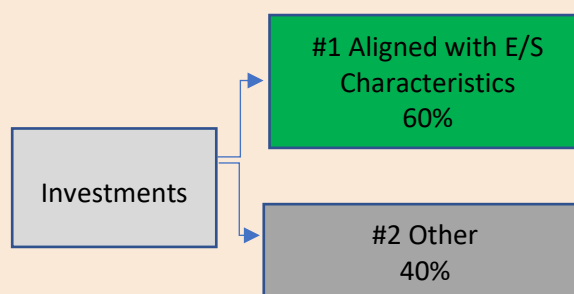 #1 Aligned with E/S
Characteristics
60%
Investments
#2 Other
40%